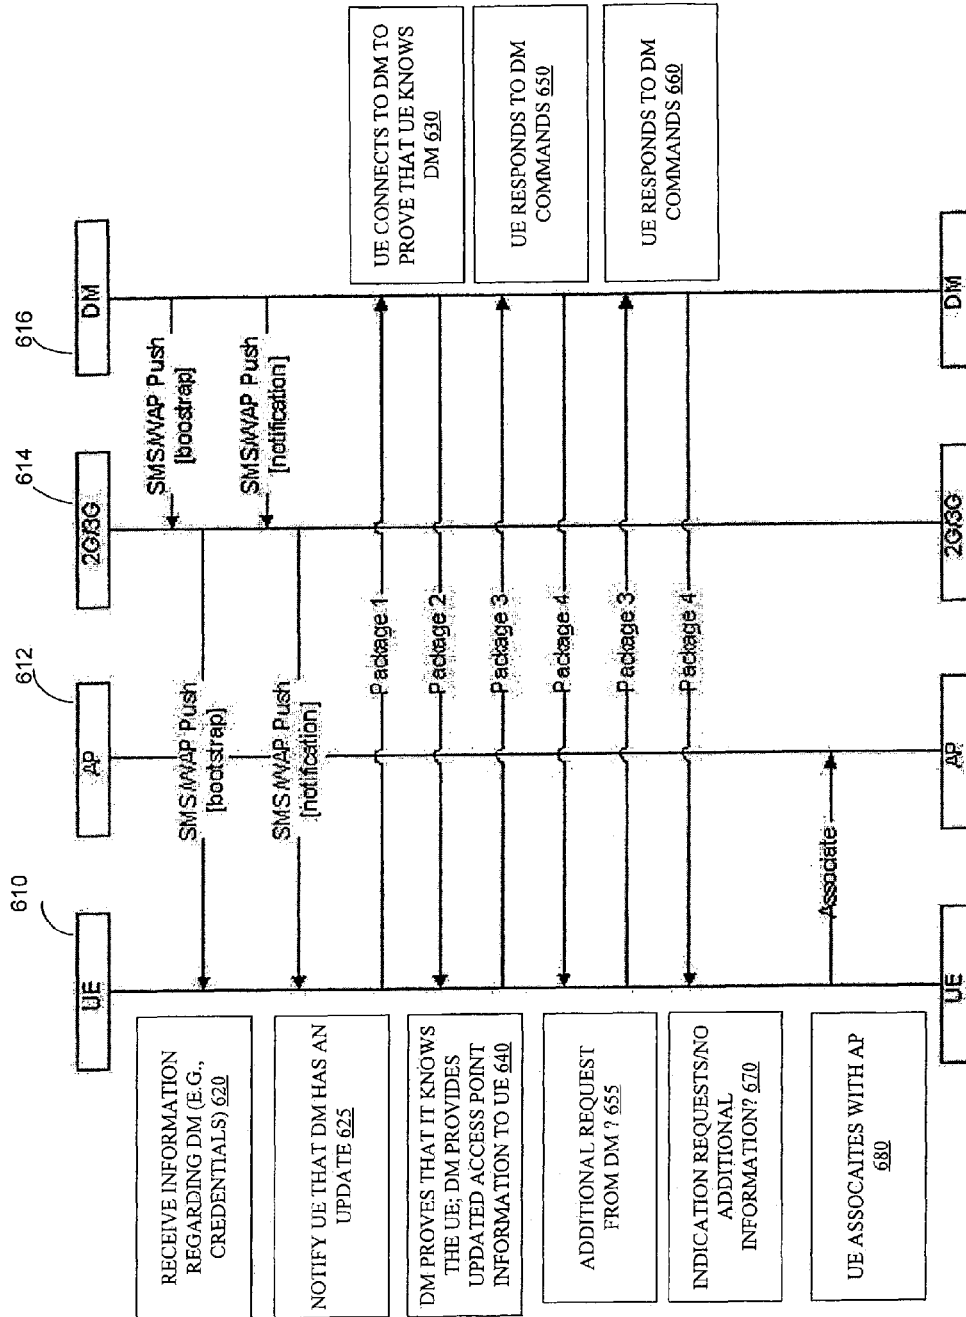 610
612
614
616
UE
AP
2G/3G
DM
RECEIVE INFORMATION
REGARDING DM (E.G.,
CREDENTIALS) 620
SMS/WAP Push
[boostrap]
SMS/WAP Push
[bootstrap]
NOTIFY UE THAT DM HAS AN
UPDATE 625
SMS/WAP Push
[notification]
SMS/WAP Push
[notification]
Package 1
UE CONNECTS TO DM TO
PROVE THAT UE KNOWS
DM 630
DM PROVES THAT IT KNOWS
THE UE; DM PROVIDES
UPDATED ACCESS POINT
INFORMATION TO UE 640
Package 2
Package 3
UE RESPONDS TO DM
COMMANDS 650
ADDITIONAL REQUEST
FROM DM ? 655
Package 4
Package 3
UE RESPONDS TO DM
COMMANDS 660
INDICATION REQUESTS/NO
ADDITIONAL
INFORMATION? 670
Package 4
UE ASSOCAITES WITH AP
680
Associate
UE
AP
2G/3G
DM